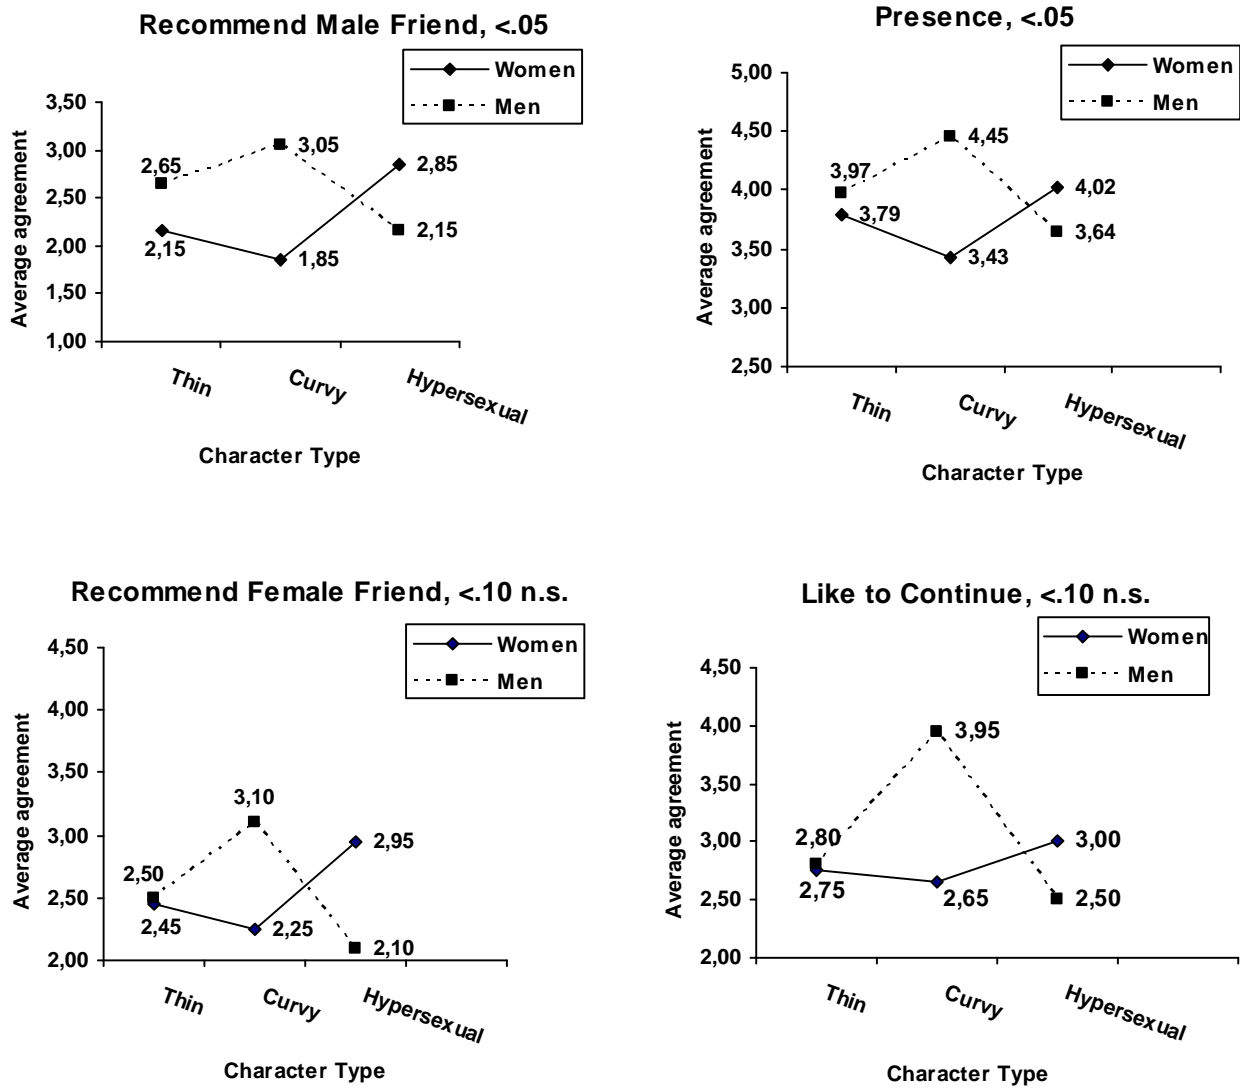 Recommend Male Friend, <.05
Women
Men
Average agreement
3,50
3,00
2,50
2,00
1,50
1,00
2,65
3,05
2,85
2,15
1,85
2,15
Thin
Curvy
Hypersexual
Character Type
Presence, <.05
Women
Men
Average agreement
5,00
4,50
4,00
3,50
3,00
2,50
3,97
4,45
4,02
3,79
3,43
3,64
Thin
Curvy
Hypersexual
Character Type
Recommend Female Friend, <.10 n.s.
Women
Men
Average agreement
4,50
4,00
3,50
3,00
2,50
2,00
2,50
3,10
2,95
2,45
2,25
2,10
Thin
Curvy
Hypersexual
Character Type
Like to Continue, <.10 n.s.
Women
Men
Average agreement
4,50
4,00
3,50
3,00
2,50
2,00
2,80
3,95
3,00
2,75
2,65
2,50
Thin
Curvy
Hypersexual
Character Type